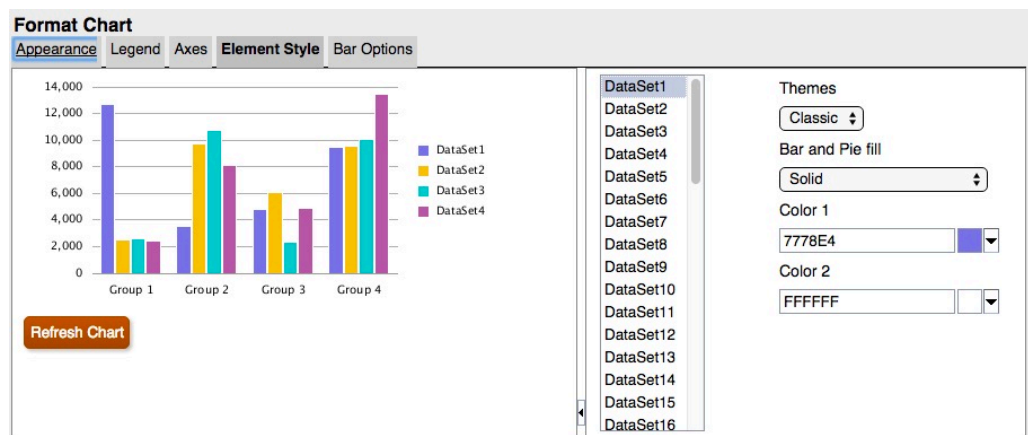 Format Chart
Appearance Legend Axes Element Style Bar Options
14,000
12,000
10,000
8,000
6,000
4,000
2,000
0
Group 1 Group 2 Group 3 Group 4
DataSet1
DataSet2
DataSet3
DataSet4
Refresh Chart
DataSet1
DataSet2
DataSet3
DataSet4
DataSet5
DataSet6
DataSet7
DataSet8
DataSet9
DataSet10
DataSet11
DataSet12
DataSet13
DataSet14
DataSet15
DataSet16
Themes
Classic
Bar and Pie fill
Solid
Color 1
7778E4
Color 2
FFFFFF